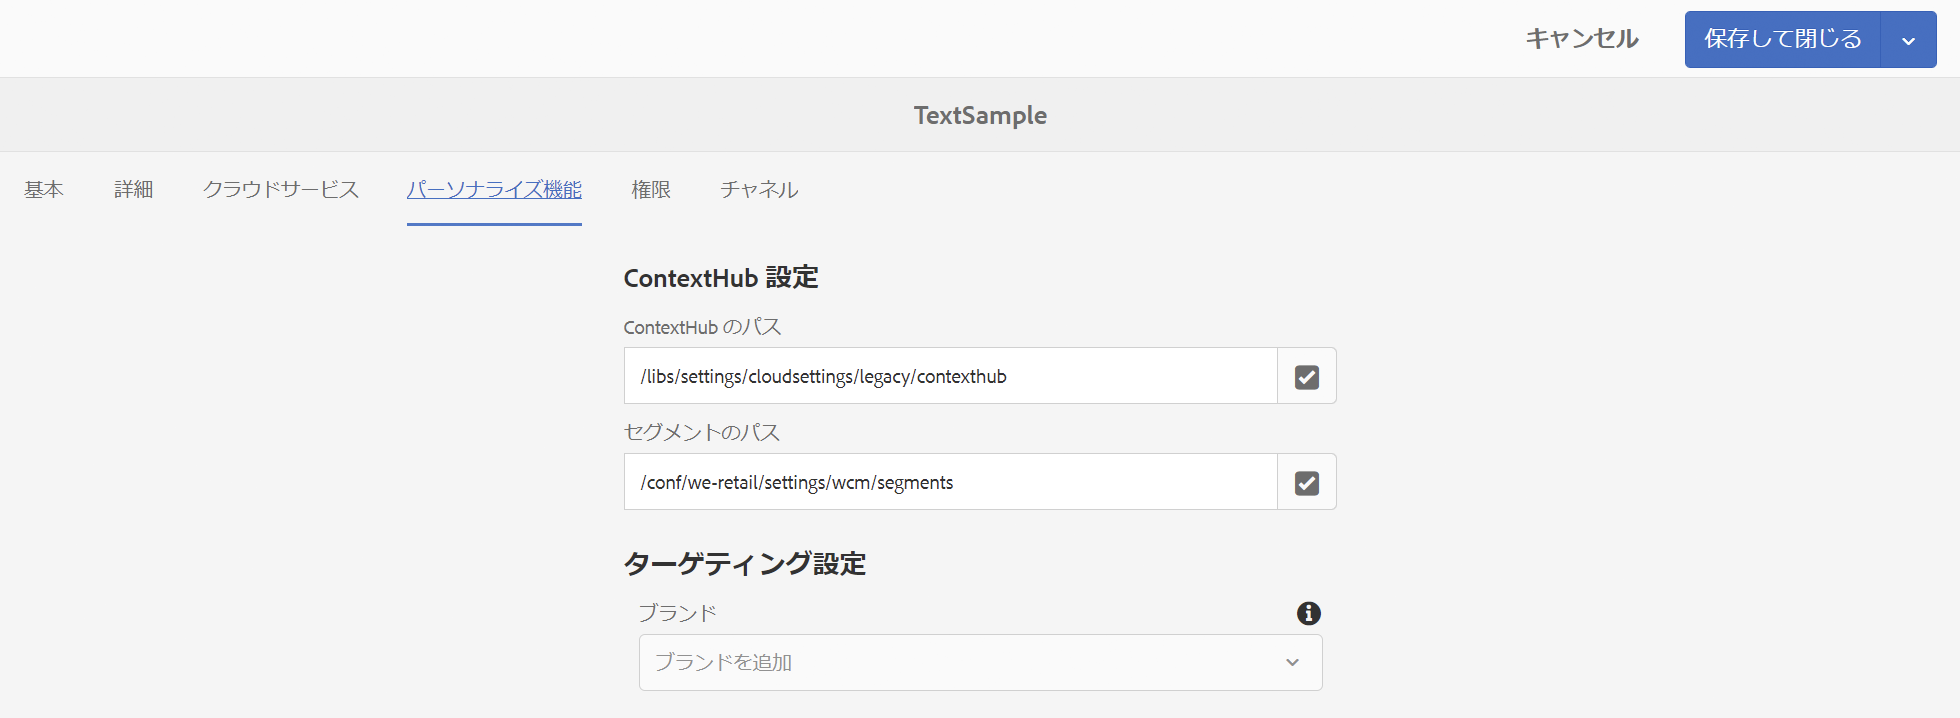 キャンセル
保存して閉じる
TextSample
基本
詳細
クラウドサービス
パーソナライズ機能
権限
チャネル
ContextHub 設定
ContextHub のパス
/libs/settings/cloudsettings/legacy/contexthub
セグメントのパス
/conf/we-retail/settings/wcm/segments
ターゲティング設定
ブランド
ブランドを追加